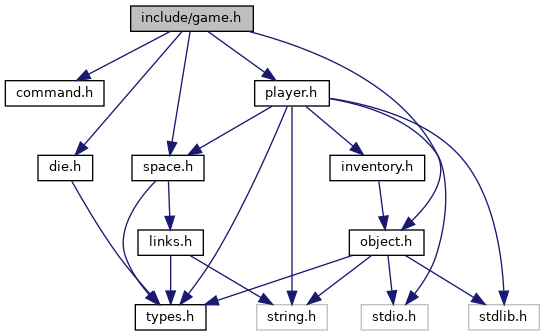 include/game.h
command.h
player.h
die.h
space.h
inventory.h
links.h
object.h
types.h
string.h
stdio.h
stdlib.h